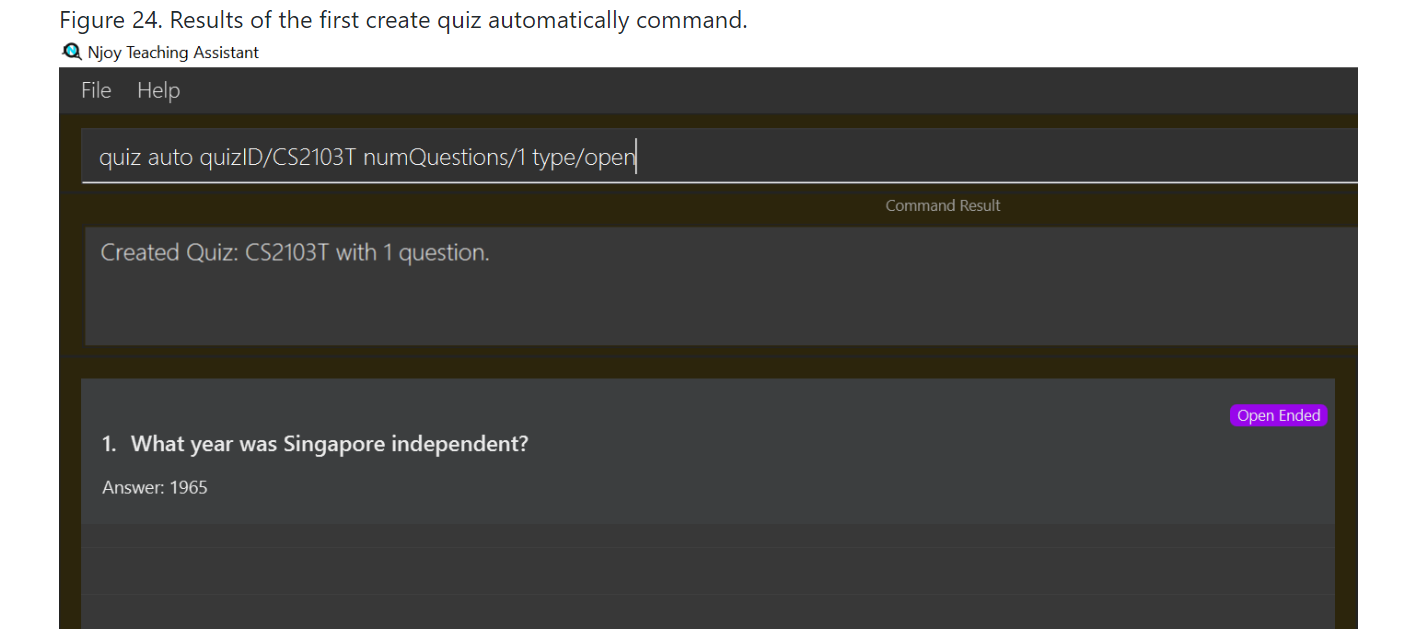 Figure 24. Results of the first create quiz automatically command.
Njoy Teaching Assistant
File Help
quiz auto quizID/CS2103T numQuestions/1 type/open
Command Result
Created Quiz: CS2103T with 1 question.
Open Ended
1. What year was Singapore independent?
Answer: 1965